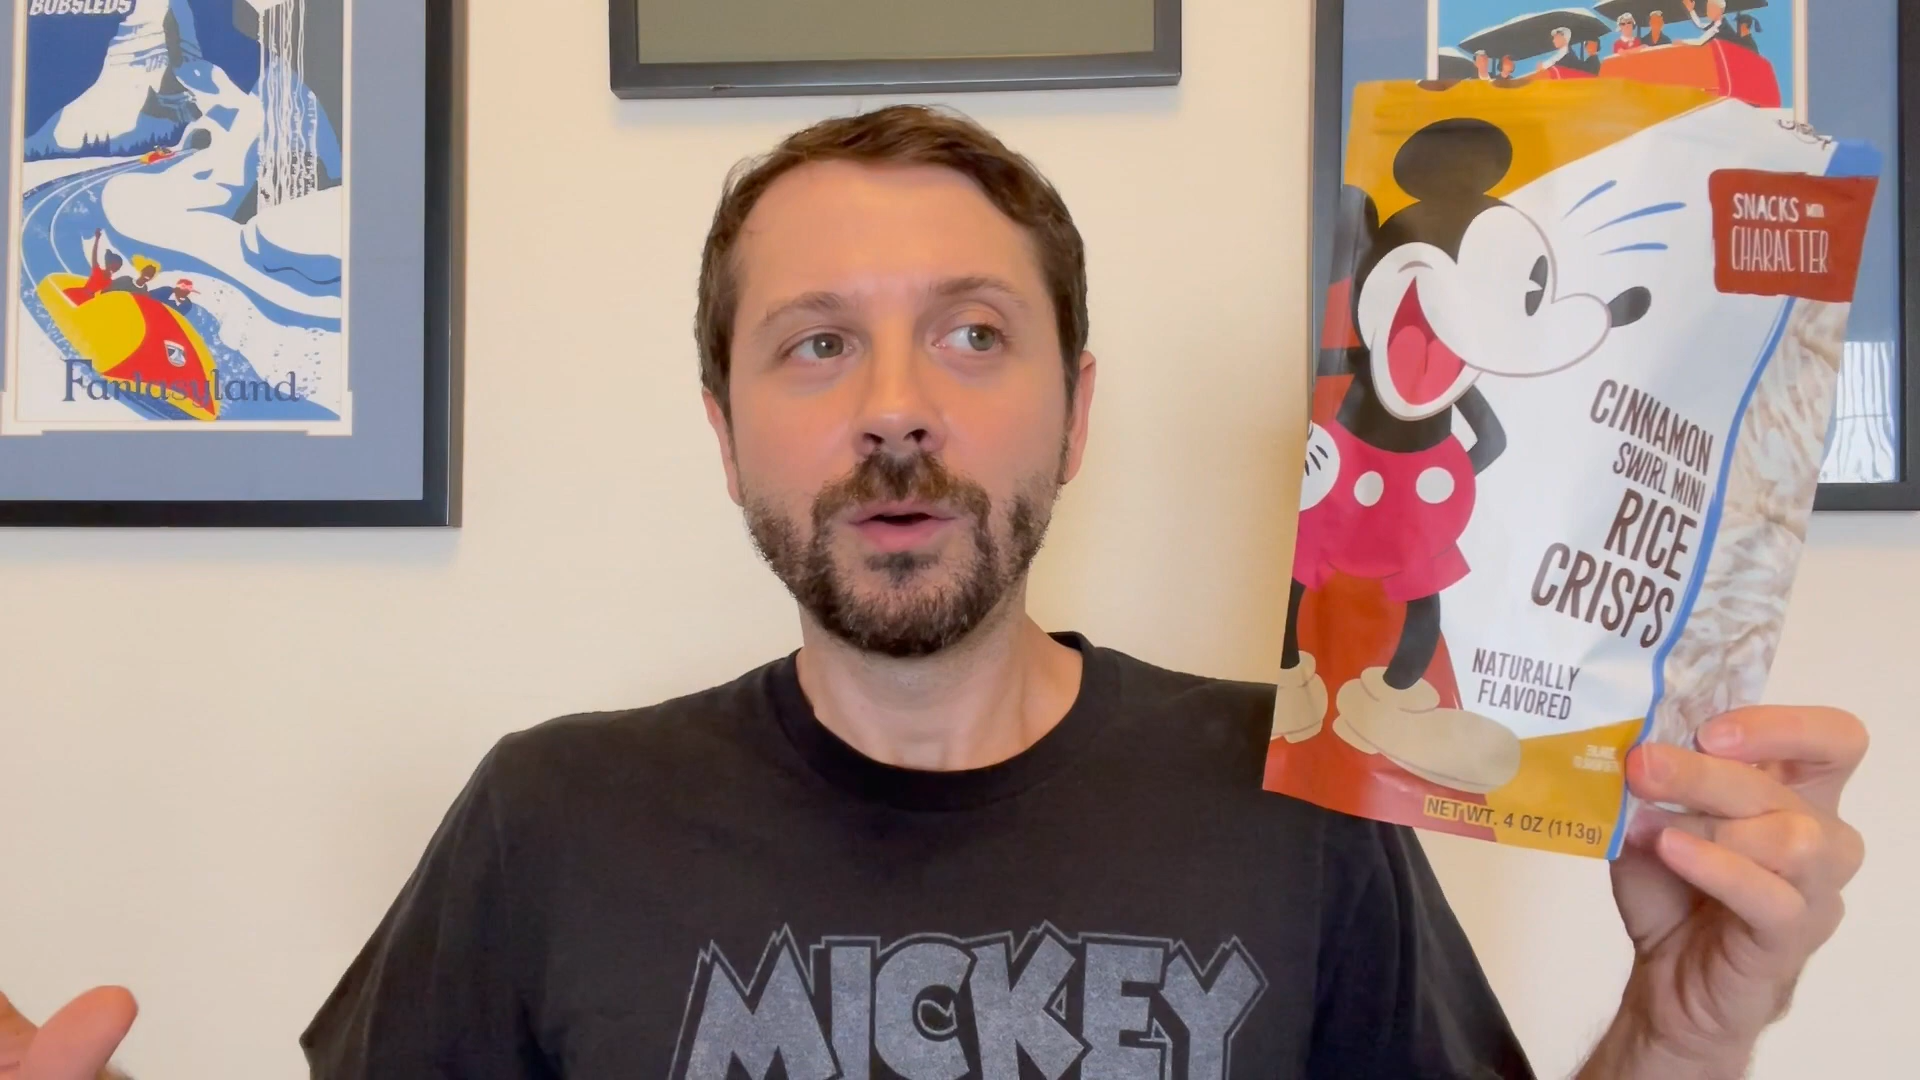 BOBSLEDS
Fantasyland
SNACKS WITH
CHARACTER
CINNAMON
SWIRL MINI
RICE
CRISPS
NATURALLY
FLAVORED
NET WT. 4 OZ (113g)
MICKEY